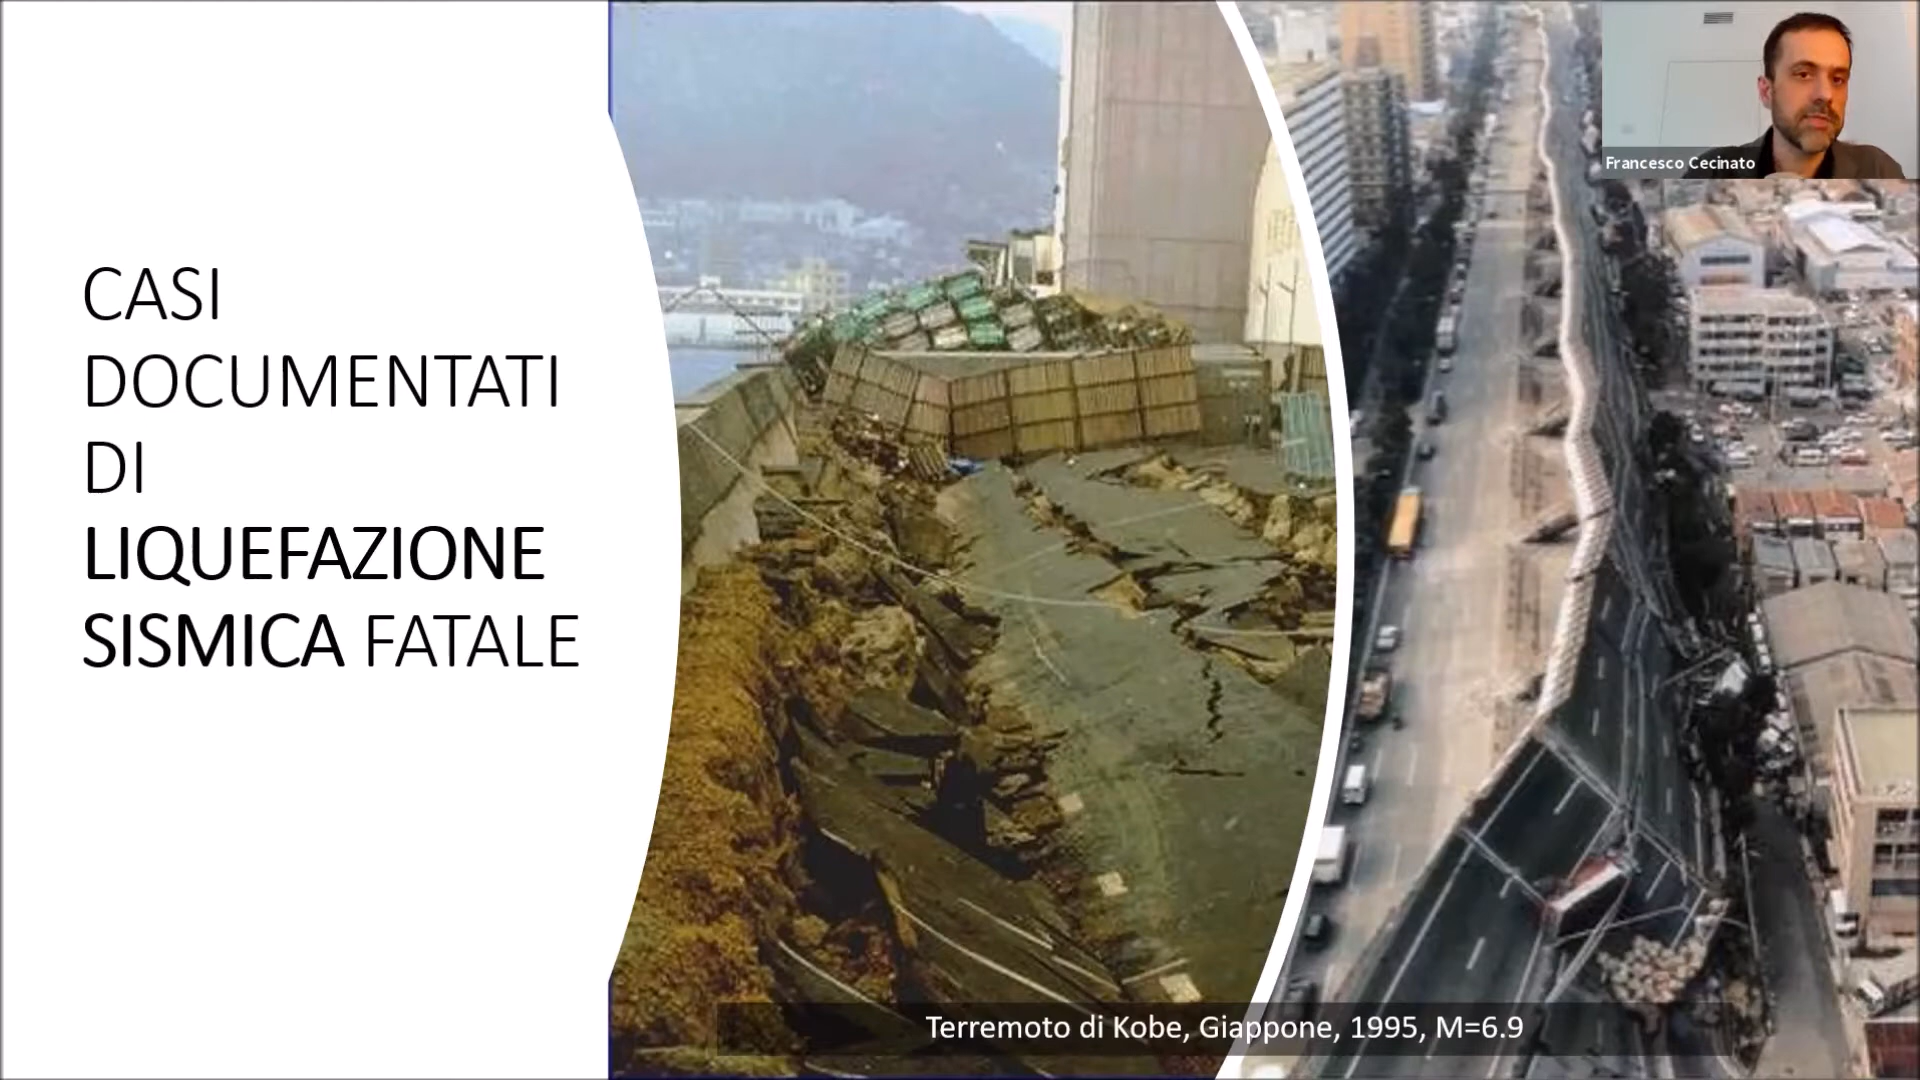 CASI
DOCUMENTATI
DI
LIQUEFAZIONE
SISMICA FATALE
Francesco Cecinato
Terremoto di Kobe, Giappone, 1995, M=6.9